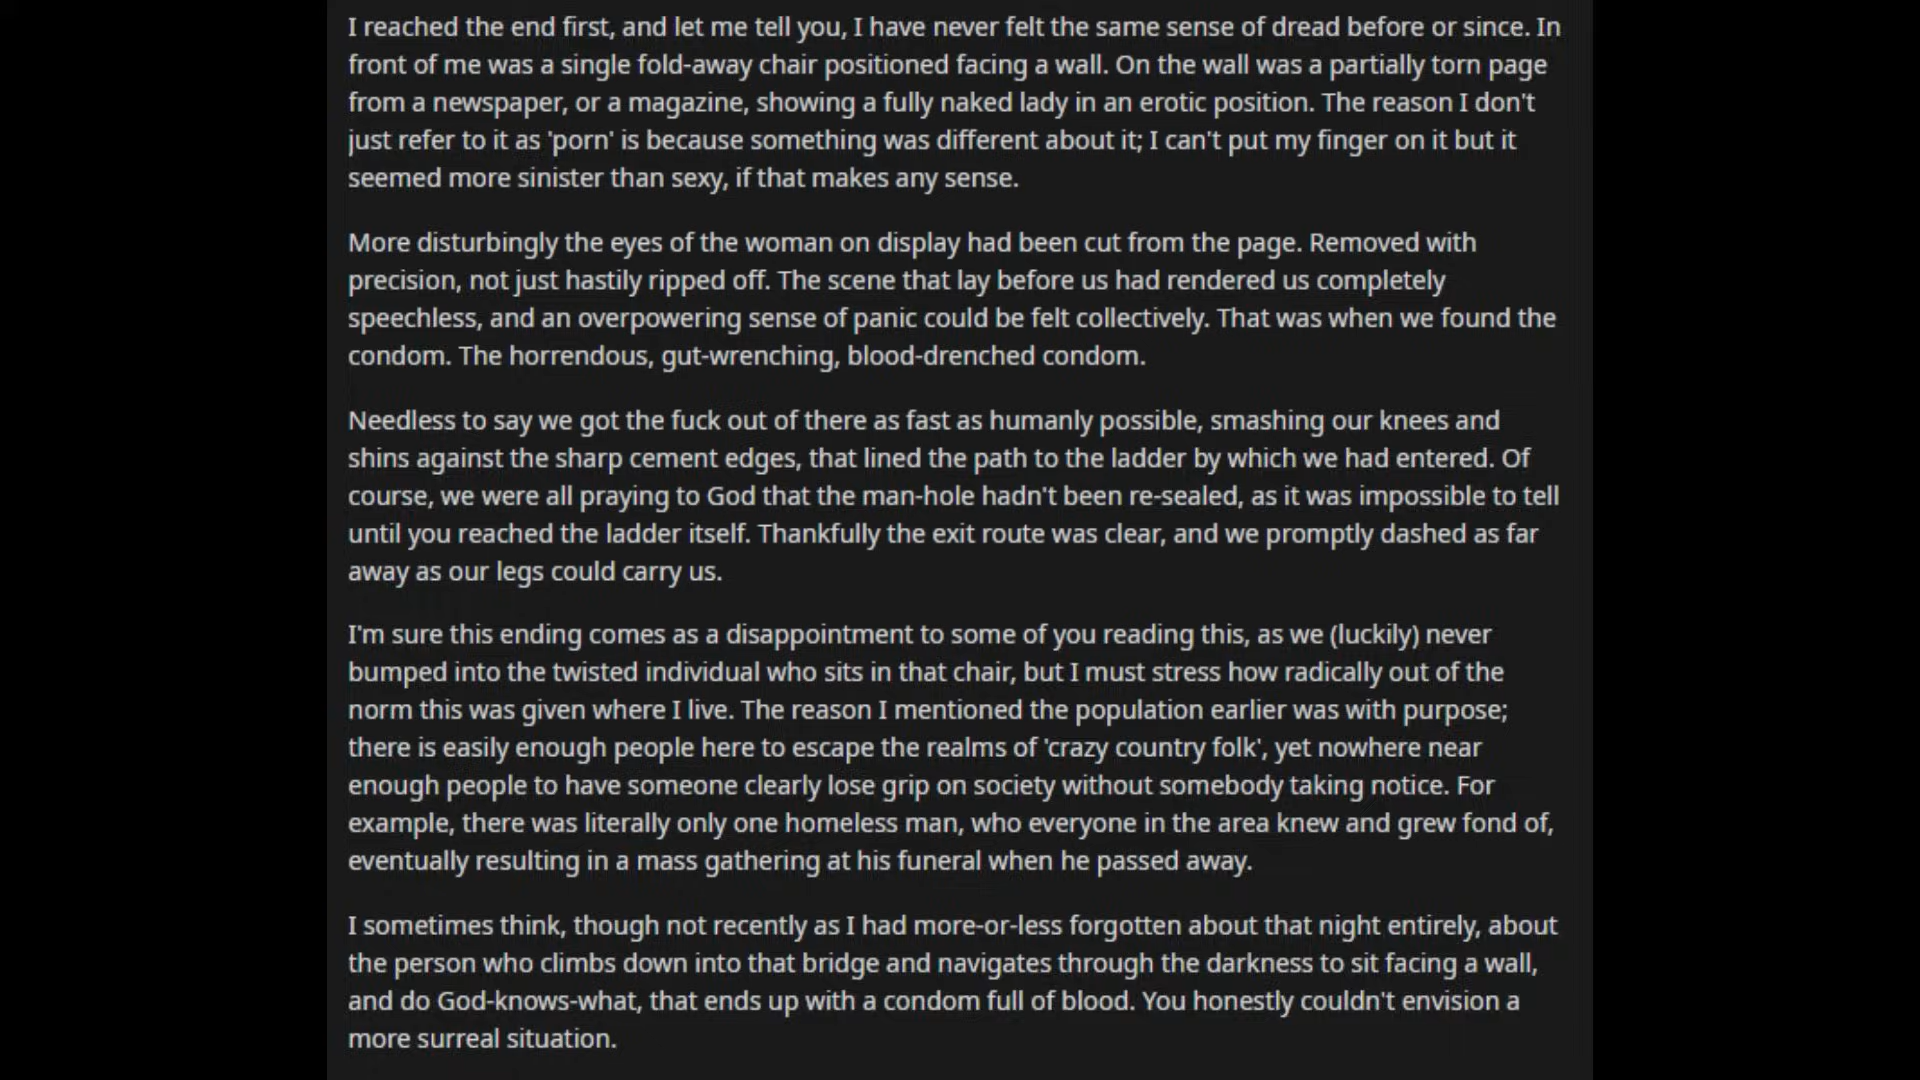 I reached the end first, and let me tell you, I have never felt the same sense of dread before or since. In
front of me was a single fold-away chair positioned facing a wall. On the wall was a partially torn page
from a newspaper, or a magazine, showing a fully naked lady in an erotic position. The reason I don't
just refer to it as 'porn' is because something was different about it; I can't put my finger on it but it
seemed more sinister than sexy, if that makes any sense.
More disturbingly the eyes of the woman on display had been cut from the page. Removed with
precision, not just hastily ripped off. The scene that lay before us had rendered us completely
speechless, and an overpowering sense of panic could be felt collectively. That was when we found the
condom. The horrendous, gut-wrenching, blood-drenched condom.
Needless to say we got the fuck out of there as fast as humanly possible, smashing our knees and
shins against the sharp cement edges, that lined the path to the ladder by which we had entered. Of
course, we were all praying to God that the man-hole hadn't been re-sealed, as it was impossible to tell
until you reached the ladder itself. Thankfully the exit route was clear, and we promptly dashed as far
away as our legs could carry us.
I'm sure this ending comes as a disappointment to some of you reading this, as we (luckily) never
bumped into the twisted individual who sits in that chair, but I must stress how radically out of the
norm this was given where I live. The reason I mentioned the population earlier was with purpose;
there is easily enough people here to escape the realms of 'crazy country folk', yet nowhere near
enough people to have someone clearly lose grip on society without somebody taking notice. For
example, there was literally only one homeless man, who everyone in the area knew and grew fond of,
eventually resulting in a mass gathering at his funeral when he passed away.
I sometimes think, though not recently as I had more-or-less forgotten about that night entirely, about
the person who climbs down into that bridge and navigates through the darkness to sit facing a wall,
and do God-knows-what, that ends up with a condom full of blood. You honestly couldn't envision a
more surreal situation.